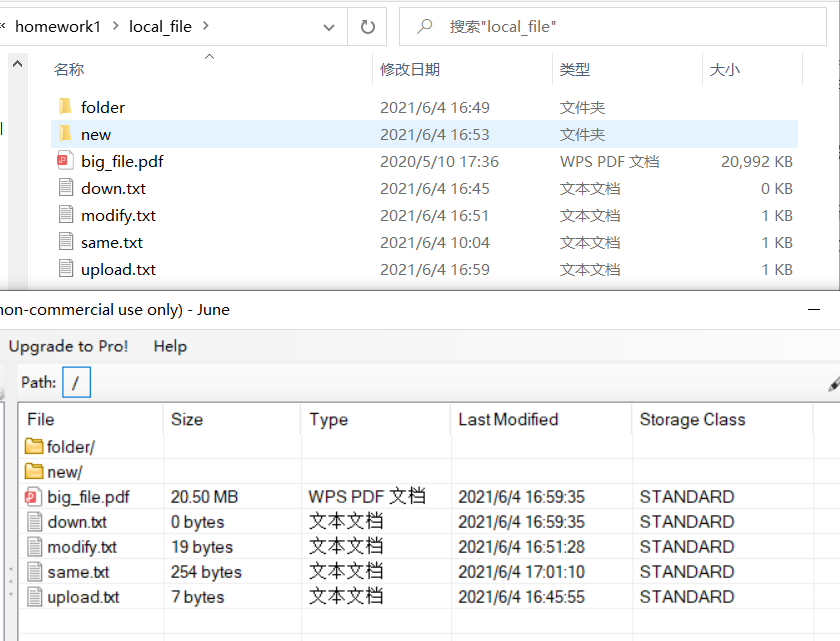 homework1 > local_file >
搜索"local_file"
名称 修改日期 类型 大小
folder 2021/6/4 16:49 文件夹
new 2021/6/4 16:53 文件夹
big_file.pdf 2020/5/10 17:36 WPS PDF 文档 20,992 KB
down.txt 2021/6/4 16:45 文本文档 0 KB
modify.txt 2021/6/4 16:51 文本文档 1 KB
same.txt 2021/6/4 10:04 文本文档 1 KB
upload.txt 2021/6/4 16:59 文本文档 1 KB
non-commercial use only) - June
Upgrade to Pro! Help
Path: /
File Size Type Last Modified Storage Class
folder/
new/
big_file.pdf 20.50 MB WPS PDF 文档 2021/6/4 16:59:35 STANDARD
down.txt 0 bytes 文本文档 2021/6/4 16:59:35 STANDARD
modify.txt 19 bytes 文本文档 2021/6/4 16:51:28 STANDARD
same.txt 254 bytes 文本文档 2021/6/4 17:01:10 STANDARD
upload.txt 7 bytes 文本文档 2021/6/4 16:45:55 STANDARD